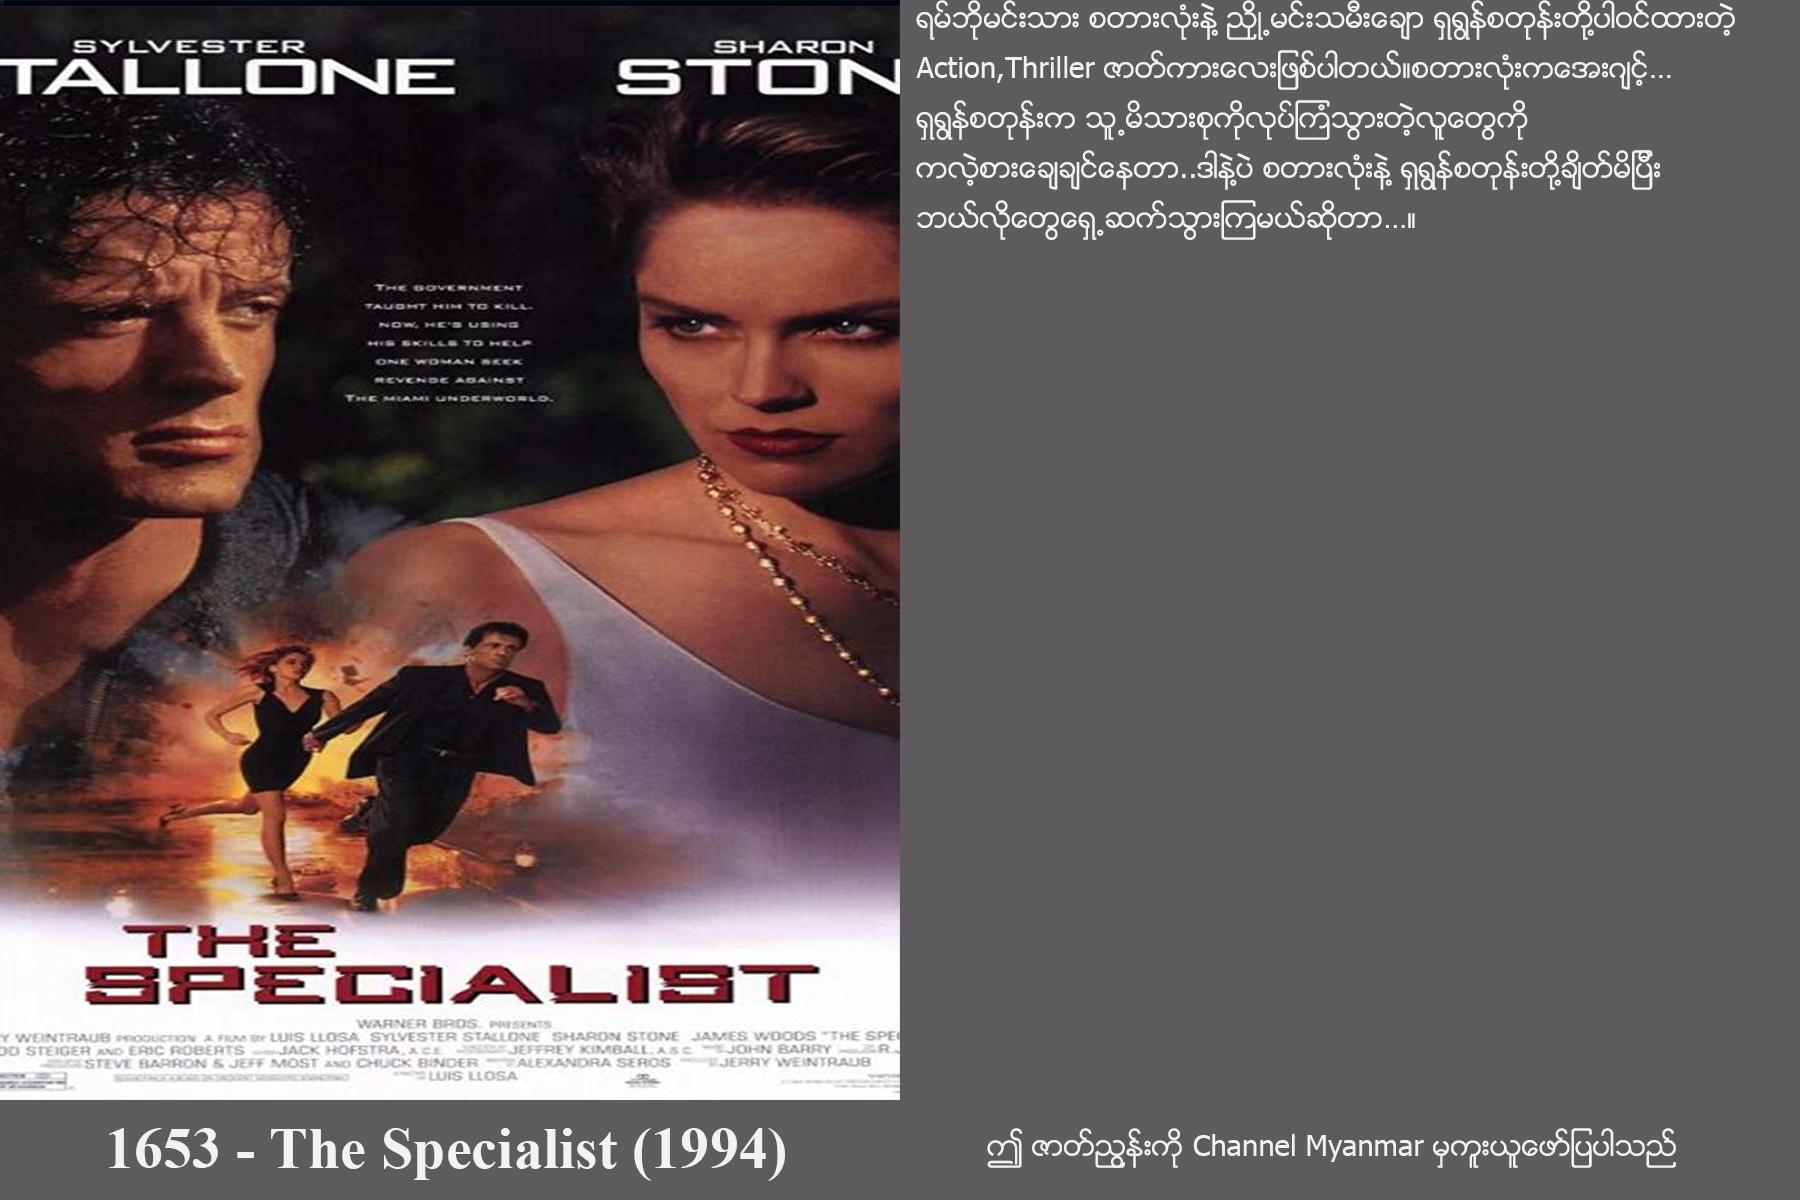 SYLVESTER
TALLONE
SHARON
STON
THE GOVERNMENT
TAUGHT HIM TO KILL.
NOW, HE'S USING
HIS SKILLS TO HELP
ONE WOMAN SEEK
REVENGE AGAINST
THE MIAMI UNDERWORLD.
THE
SPECIALIST
WARNER BROS. PRESENTS
Y WEINTRAUB PRODUCTION A FILM BY LUIS LLOSA SYLVESTER STALLONE SHARON STONE JAMES WOODS "THE SPE
OD STEIGER AND ERIC ROBERTS JACK HOFSTRA, A.C.E. JEFFREY KIMBALL, A.S.C. JOHN BARRY R.
STEVE BARRON & JEFF MOST AND CHUCK BINDER ALEXANDRA SEROS JERRY WEINTRAUB
LUIS LLOSA
1653 - The Specialist (1994)
ရမ်ဘိုမင်းသား စတားလုံးနဲ့ ညှို့မင်းသမီးချော ရှရွန်စတုန်းတို့ပါဝင်ထားတဲ့
Action,Thriller ဇာတ်ကားလေးဖြစ်ပါတယ်။စတားလုံးကအေးဂျင့်...
ရှရွန်စတုန်းက သူ့မိသားစုကိုလုပ်ကြံသွားတဲ့လူတွေကို
ကလဲ့စားချေချင်နေတာ..ဒါနဲ့ပဲ စတားလုံးနဲ့ ရှရွန်စတုန်းတို့ချိတ်မိပြီး
ဘယ်လိုတွေရှေ့ဆက်သွားကြမယ်ဆိုတာ...။
ဤ ဇာတ်ညွှန်းကို Channel Myanmar မှကူးယူဖော်ပြပါသည်